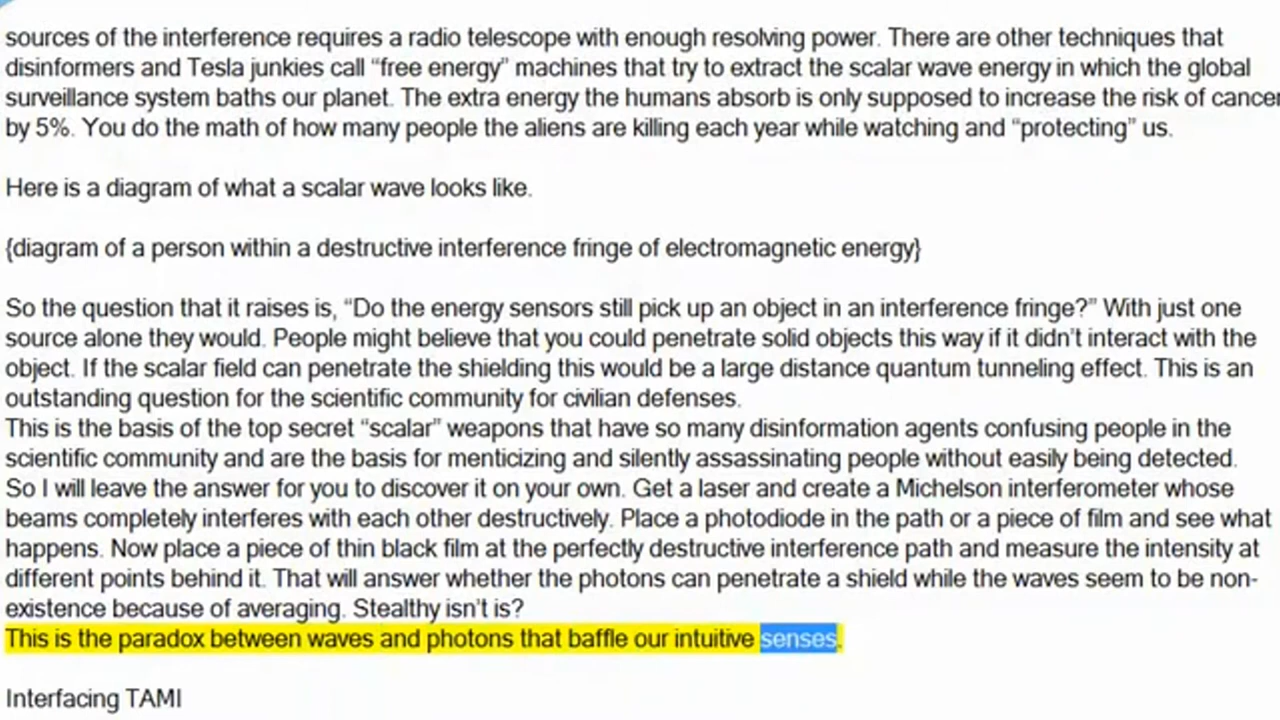 sources of the interference requires a radio telescope with enough resolving power. There are other techniques that
disinformers and Tesla junkies call “free energy” machines that try to extract the scalar wave energy in which the global
surveillance system baths our planet. The extra energy the humans absorb is only supposed to increase the risk of cancer
by 5%. You do the math of how many people the aliens are killing each year while watching and “protecting” us.
Here is a diagram of what a scalar wave looks like.
{diagram of a person within a destructive interference fringe of electromagnetic energy}
So the question that it raises is, “Do the energy sensors still pick up an object in an interference fringe?” With just one
source alone they would. People might believe that you could penetrate solid objects this way if it didn’t interact with the
object. If the scalar field can penetrate the shielding this would be a large distance quantum tunneling effect. This is an
outstanding question for the scientific community for civilian defenses.
This is the basis of the top secret “scalar” weapons that have so many disinformation agents confusing people in the
scientific community and are the basis for menticizing and silently assassinating people without easily being detected.
So I will leave the answer for you to discover it on your own. Get a laser and create a Michelson interferometer whose
beams completely interferes with each other destructively. Place a photodiode in the path or a piece of film and see what
happens. Now place a piece of thin black film at the perfectly destructive interference path and measure the intensity at
different points behind it. That will answer whether the photons can penetrate a shield while the waves seem to be non-
existence because of averaging. Stealthy isn’t is?
This is the paradox between waves and photons that baffle our intuitive senses.
Interfacing TAMI